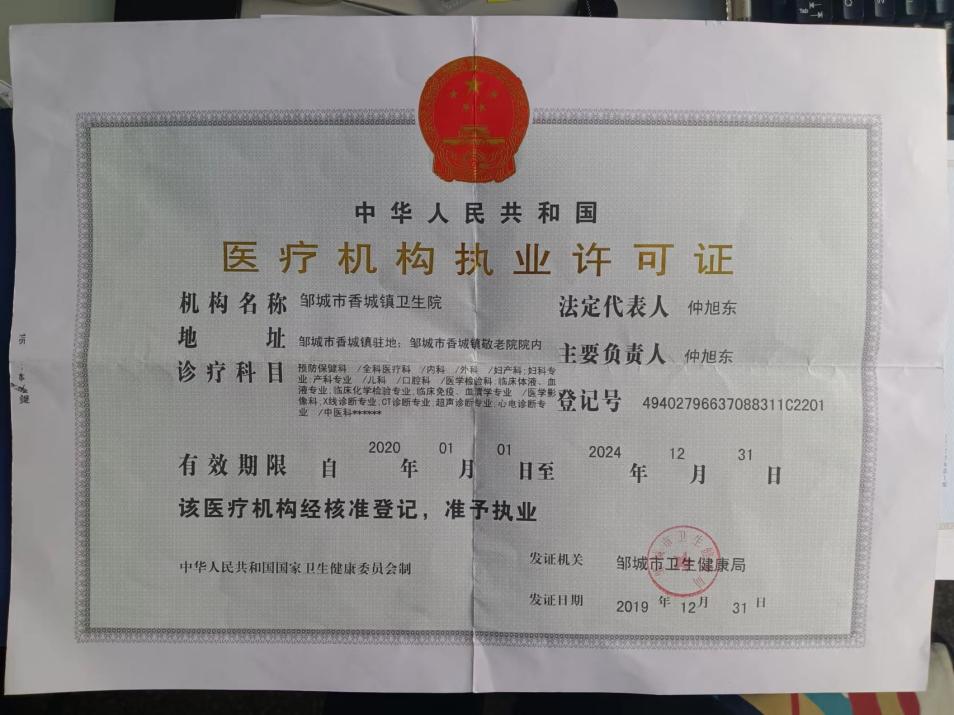 中华人民共和国
医疗机构执业许可证
机构名称 邹城市香城镇卫生院
法定代表人 仲旭东
地址 邹城市香城镇驻地;邹城市香城镇敬老院院内
主要负责人 仲旭东
诊疗科目 预防保健科 /全科医疗科 /内科 /外科 /妇产科;妇科专
业;产科专业 /儿科 /口腔科 /医学检验科;临床体液、血
液专业;临床化学检验专业;临床免疫、血清学专业 /医学影
像科;X线诊断专业;CT诊断专业;超声诊断专业;心电诊断专
业 /中医科******
登记号 49402796637088311C2201
有效期限 自 2020 年 01 月 01 日至 2024 年 12 月 31 日
该医疗机构经核准登记，准予执业
中华人民共和国国家卫生健康委员会制
发证机关 邹城市卫生健康局
发证日期 2019 年 12 月 31 日